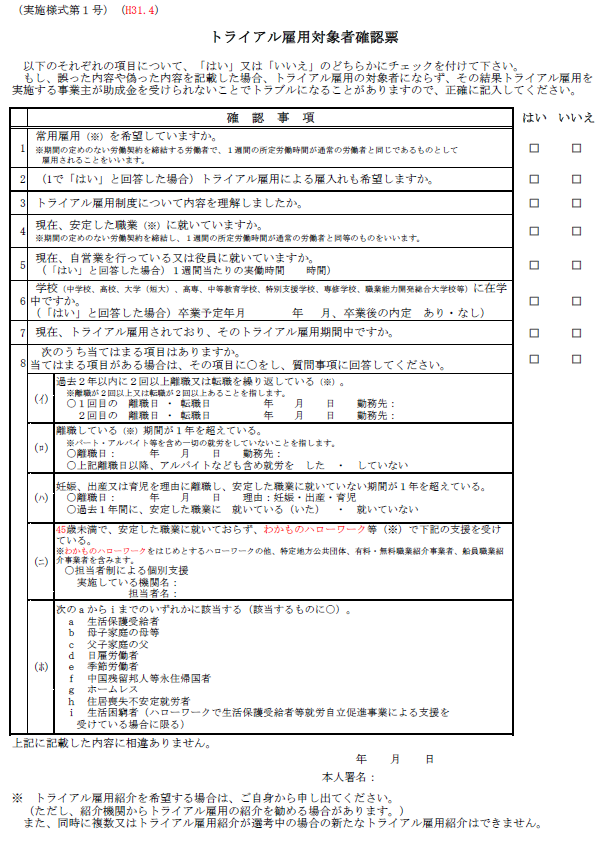 （実施様式第１号）（H31.4）
トライアル雇用対象者確認票
以下のそれぞれの項目について、「はい」又は「いいえ」のどちらかにチェックを付けて下さい。
もし、誤った内容や偽った内容を記載した場合、トライアル雇用の対象者にならず、その結果トライアル雇用を
実施する事業主が助成金を受けられないことでトラブルになることがありますので、正確に記入してください。
確　認　事　項　はい　いいえ
1 常用雇用（※）を希望していますか。 □ □
※期間の定めのない労働契約を締結する労働者で、１週間の所定労働時間が通常の労働者と同じであるものとして
雇用されることをいいます。
2 （1で「はい」と回答した場合）トライアル雇用による雇入れも希望しますか。 □ □
3 トライアル雇用制度について内容を理解しましたか。 □ □
4 現在、安定した職業（※）に就いていますか。 □ □
※期間の定めのない労働契約を締結し、１週間の所定労働時間が通常の労働者と同等のものをいいます。
5 現在、自営業を行っている又は役員に就いていますか。 □ □
（「はい」と回答した場合）１週間当たりの実働時間　　時間）
6 学校（中学校、高校、大学（短大）、高専、中等教育学校、特別支援学校、専修学校、職業能力開発総合大学校等）に在学
中ですか。 □ □
（「はい」と回答した場合）卒業予定年月　　　年　　月、卒業後の内定　あり・なし）
7 現在、トライアル雇用されており、そのトライアル雇用期間中ですか。 □ □
8 次のうち当てはまる項目はありますか。
当てはまる項目がある場合は、その項目に○をし、質問事項に回答してください。 □ □
(イ) 過去２年以内に２回以上離職又は転職を繰り返している（※）。
※離職が２回以上又は転職が２回以上あることを指します。
○１回目の　離職日 ・ 転職日　　　　年　　月　　日　　勤務先：
２回目の　離職日 ・ 転職日　　　　年　　月　　日　　勤務先：
(ロ) 離職している（※）期間が１年を超えている。
※パート・アルバイト等を含め一切の就労をしていないことを指します。
○離職日：　　　年　　月　　日　　勤務先：
○上記離職日以降、アルバイトなども含め就労を　した　・　していない
(ハ) 妊娠、出産又は育児を理由に離職し、安定した職業に就いていない期間が１年を超えている。
○離職日：　　　年　　月　　日　　理由：妊娠・出産・育児
○過去１年間に、安定した職業に　就いている（いた）　・　就いていない
(ニ) 45歳未満で、安定した職業に就いておらず、わかものハローワーク等（※）で下記の支援を受け
ている。
※わかものハローワークをはじめとするハローワークの他、特定地方公共団体、有料・無料職業紹介事業者、船員職業紹
介事業者を含みます。
○担当者制による個別支援
実施している機関名：
担当者名：
(ホ) 次のａからｉまでのいずれかに該当する（該当するものに○）。
ａ　生活保護受給者
ｂ　母子家庭の母等
ｃ　父子家庭の父
ｄ　日雇労働者
ｅ　季節労働者
ｆ　中国残留邦人等永住帰国者
ｇ　ホームレス
ｈ　住居喪失不安定就労者
ｉ　生活困窮者（ハローワークで生活保護受給者等就労自立促進事業による支援を
受けている場合に限る）
上記に記載した内容に相違ありません。
年　　月　　日
本人署名：
※　トライアル雇用紹介を希望する場合は、ご自身から申し出てください。
（ただし、紹介機関からトライアル雇用の紹介を勧める場合があります。）
また、同時に複数又はトライアル雇用紹介が選考中の場合の新たなトライアル雇用紹介はできません。